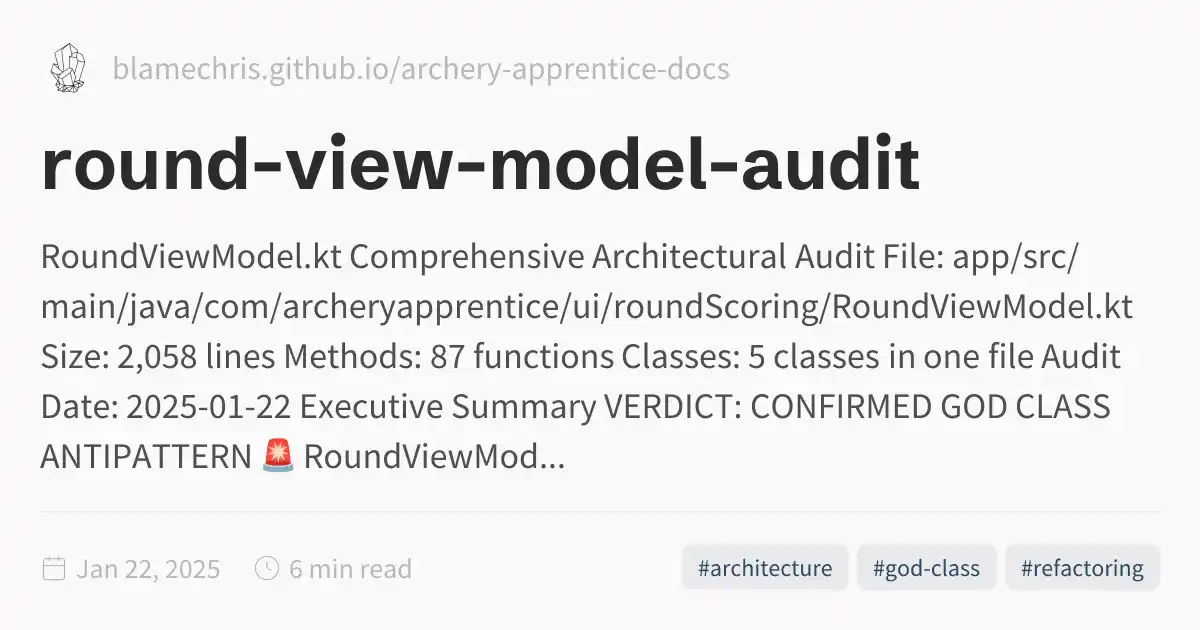 blamechris.github.io/archery-apprentice-docs
round-view-model-audit
RoundViewModel.kt Comprehensive Architectural Audit File: app/src/
main/java/com/archeryapprentice/ui/roundScoring/RoundViewModel.kt
Size: 2,058 lines Methods: 87 functions Classes: 5 classes in one file Audit
Date: 2025-01-22 Executive Summary VERDICT: CONFIRMED GOD CLASS
ANTIPATTERN 🚨 RoundViewMod...
Jan 22, 2025 6 min read #architecture #god-class #refactoring